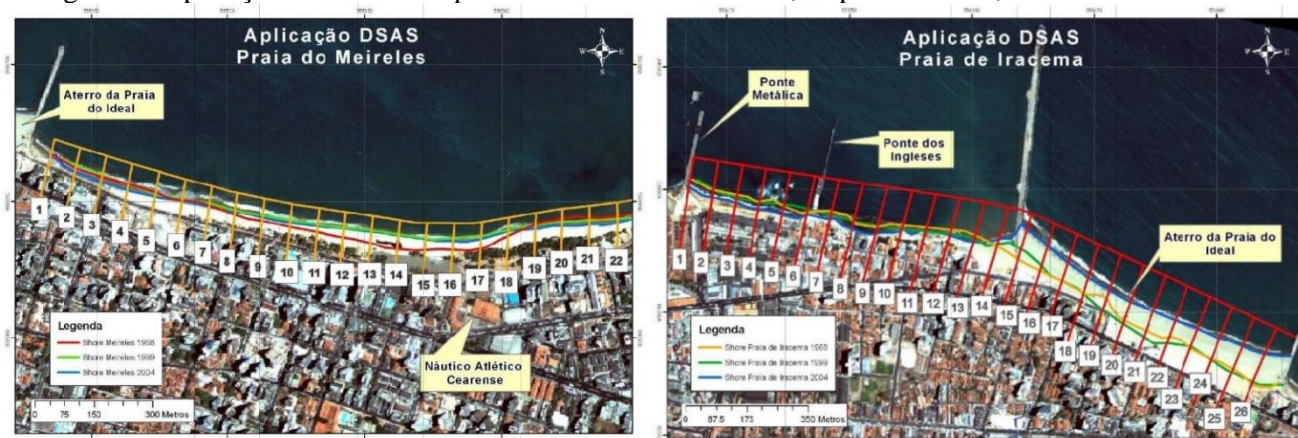 Aplicação DSAS
Praia do Meireles
N
W E
S
Aterro da Praia
do Ideal
1
2
3
4
5
6
7
8
9
10
11
12
13
14
15
16
17
18
19
20
21
22
Náutico Atlético
Cearense
Legenda
Shore Meireles 1968
Shore Meireles 1999
Shore Meireles 2004
0 75 150 300 Metros
Aplicação DSAS
Praia de Iracema
N
W E
S
Ponte
Metálica
Ponte dos
Ingleses
Aterro da Praia do
Ideal
1
2
3
4
5
6
7
8
9
10
11
12
13
14
15
16
17
18
19
20
21
22
23
24
25
26
Legenda
Shore Praia de Iracema 1968
Shore Praia de Iracema 1999
Shore Praia de Iracema 2004
0 87.5 175 350 Metros